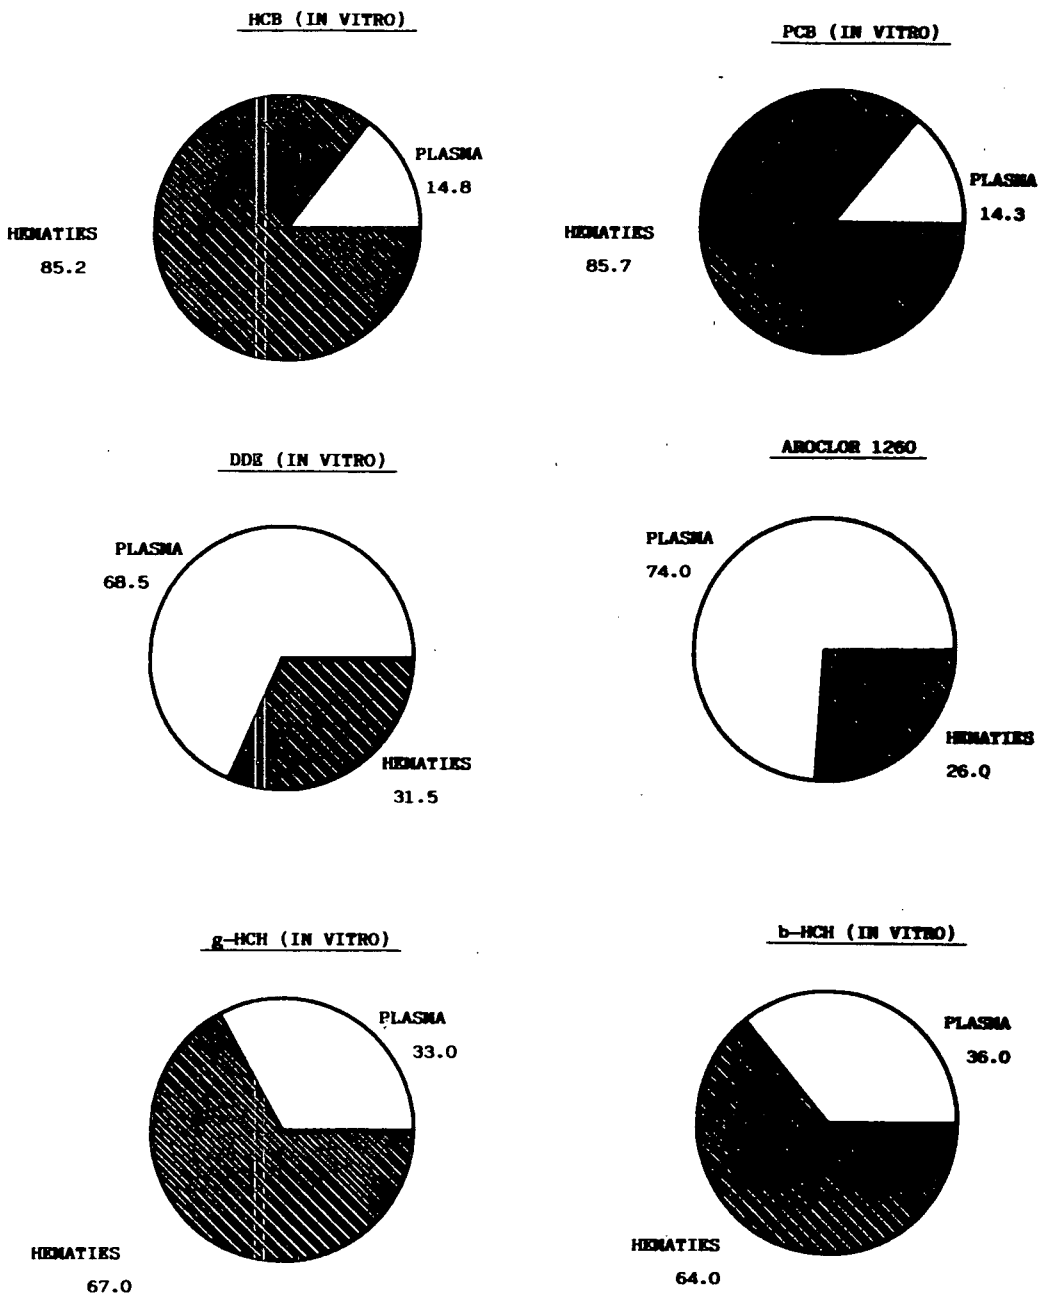 HCB (IN VITRO)
PLASMA
14.8
HEMATIES
85.2
PCB (IN VITRO)
PLASMA
14.3
HEMATIES
85.7
DDE (IN VITRO)
PLASMA
68.5
HEMATIES
31.5
AROCLOR 1260
PLASMA
74.0
HEMATIES
26.0
g-HCH (IN VITRO)
PLASMA
33.0
HEMATIES
67.0
b-HCH (IN VITRO)
PLASMA
36.0
HEMATIES
64.0